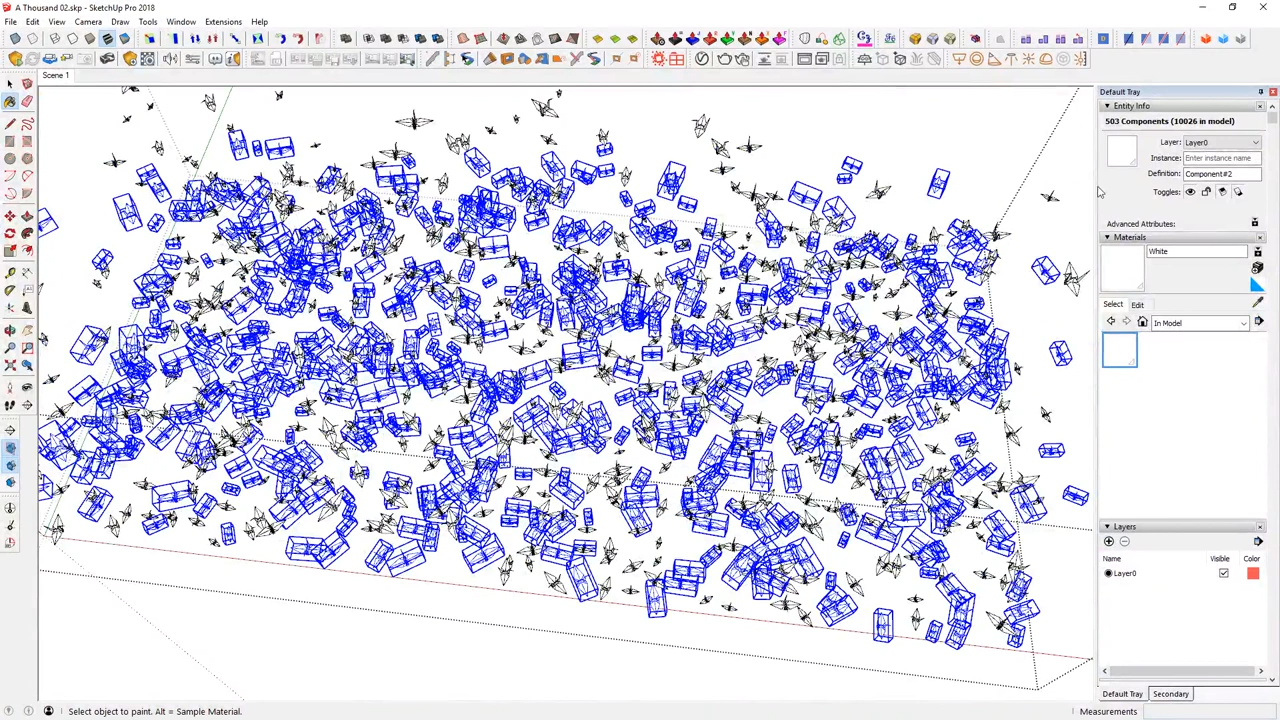 A Thousand 02.skp - SketchUp Pro 2018
File Edit View Camera Draw Tools Window Extensions Help
Scene 1
Default Tray
Entity Info
503 Components (10026 in model)
Layer: Layer0
Instance: Enter instance name
Definition: Component#2
Toggles:
Advanced Attributes:
Materials
White
Select Edit
In Model
Layers
Name Visible Color
Layer0
Default Tray Secondary
Select object to paint. Alt = Sample Material.
Measurements